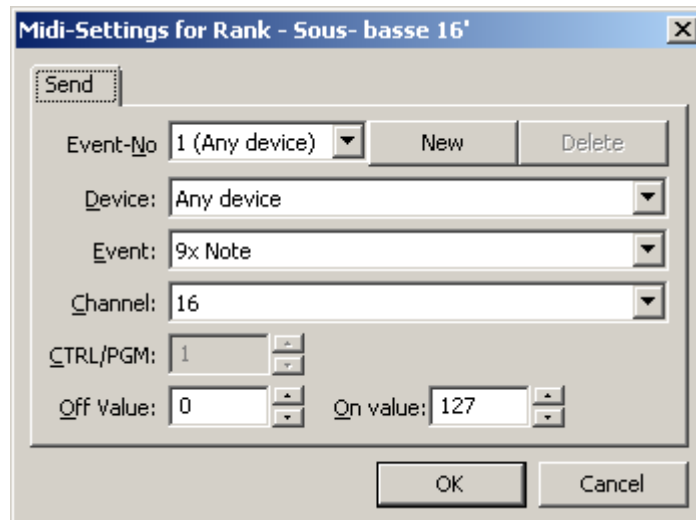 Midi-Settings for Rank - Sous- basse 16'
Send
Event-No 1 (Any device) New Delete
Device: Any device
Event: 9x Note
Channel: 16
CTRL/PGM: 1
Off Value: 0 On value: 127
OK Cancel